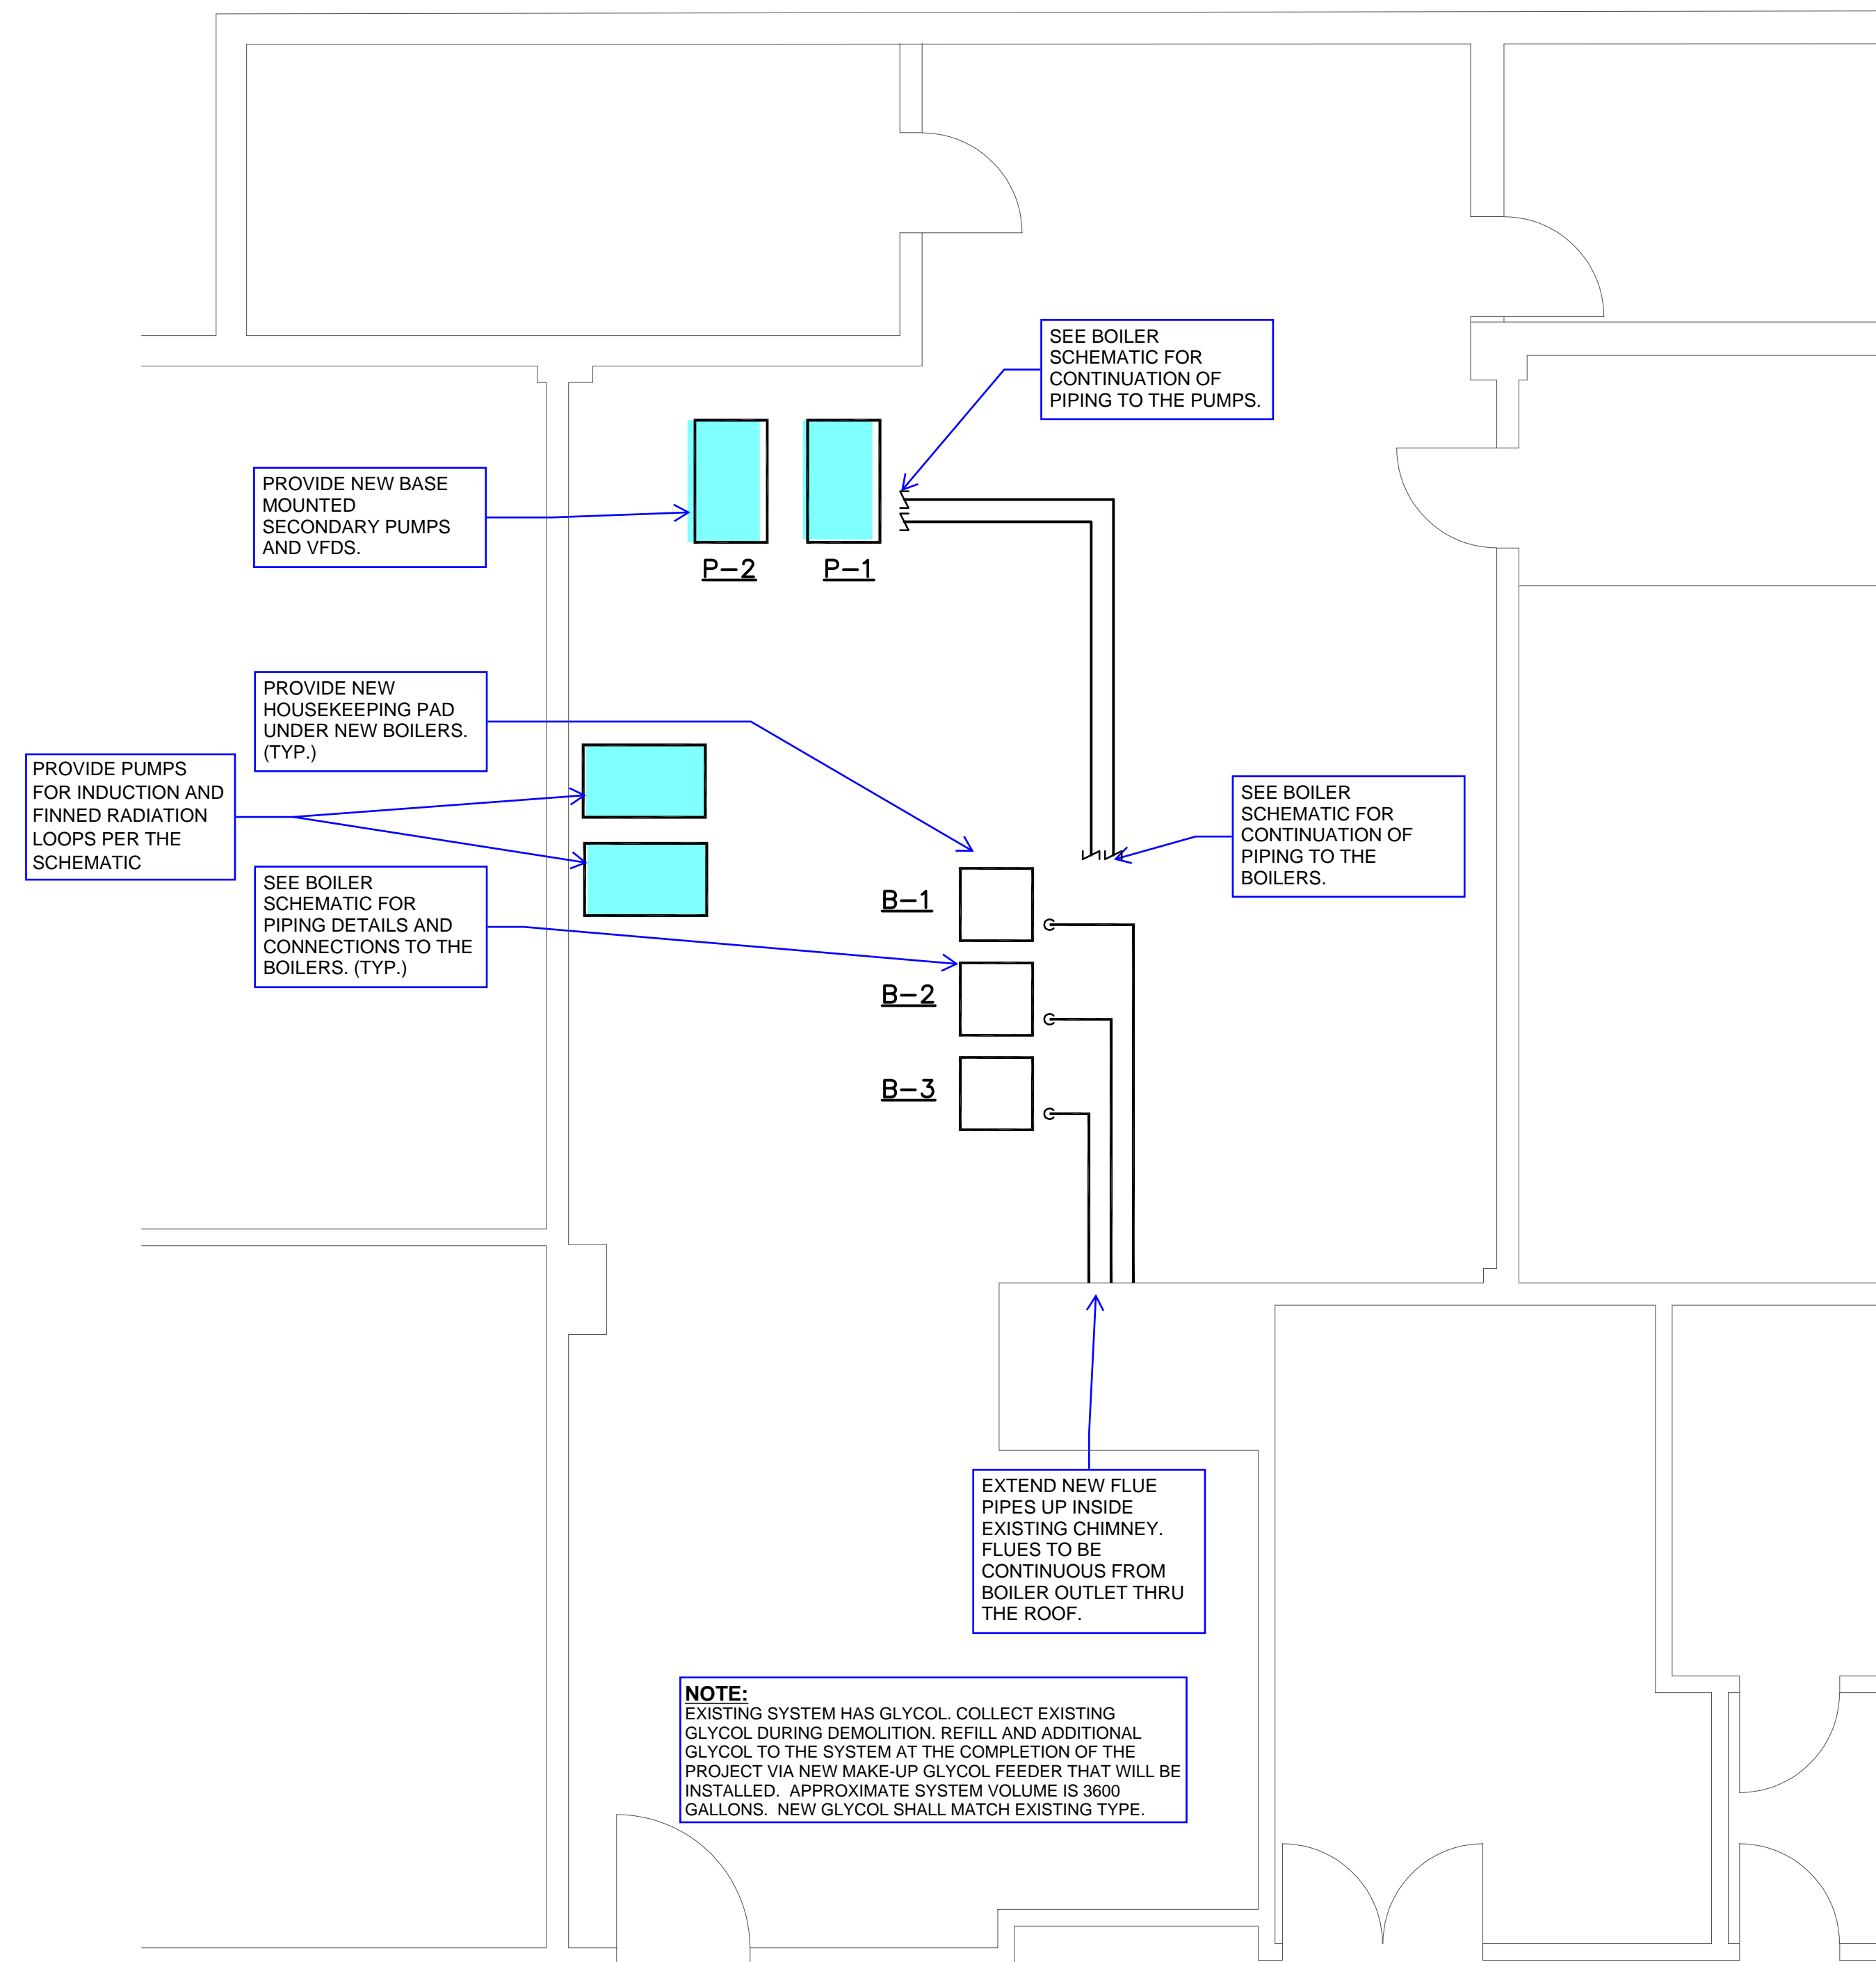 SEE BOILER
SCHEMATIC FOR
CONTINUATION OF
PIPING TO THE PUMPS.
PROVIDE NEW BASE
MOUNTED
SECONDARY PUMPS
AND VFDS.
P-2
P-1
PROVIDE NEW
HOUSEKEEPING PAD
UNDER NEW BOILERS.
(TYP.)
PROVIDE PUMPS
FOR INDUCTION AND
FINNED RADIATION
LOOPS PER THE
SCHEMATIC
SEE BOILER
SCHEMATIC FOR
CONTINUATION OF
PIPING TO THE
BOILERS.
SEE BOILER
SCHEMATIC FOR
PIPING DETAILS AND
CONNECTIONS TO THE
BOILERS. (TYP.)
B-1
B-2
B-3
EXTEND NEW FLUE
PIPES UP INSIDE
EXISTING CHIMNEY.
FLUES TO BE
CONTINUOUS FROM
BOILER OUTLET THRU
THE ROOF.
NOTE:
EXISTING SYSTEM HAS GLYCOL. COLLECT EXISTING
GLYCOL DURING DEMOLITION. REFILL AND ADDITIONAL
GLYCOL TO THE SYSTEM AT THE COMPLETION OF THE
PROJECT VIA NEW MAKE-UP GLYCOL FEEDER THAT WILL BE
INSTALLED. APPROXIMATE SYSTEM VOLUME IS 3600
GALLONS. NEW GLYCOL SHALL MATCH EXISTING TYPE.